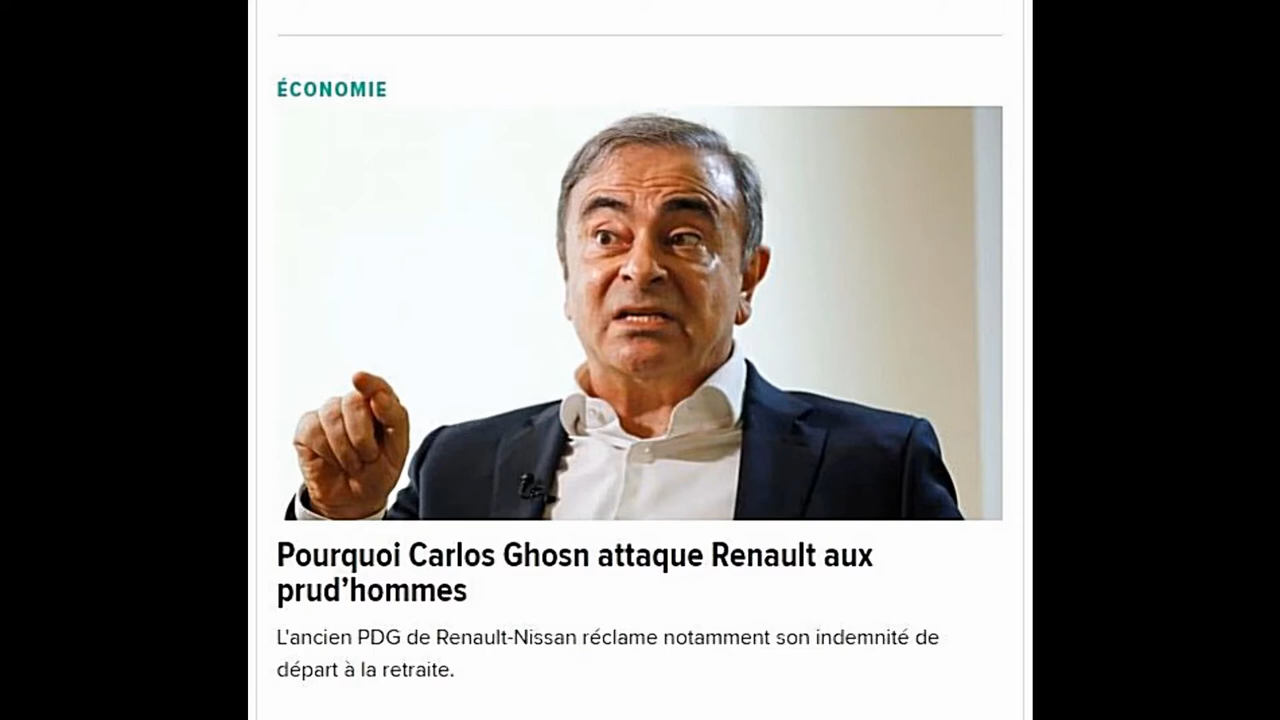 ÉCONOMIE
Pourquoi Carlos Ghosn attaque Renault aux
prud’hommes
L'ancien PDG de Renault-Nissan réclame notamment son indemnité de
départ à la retraite.